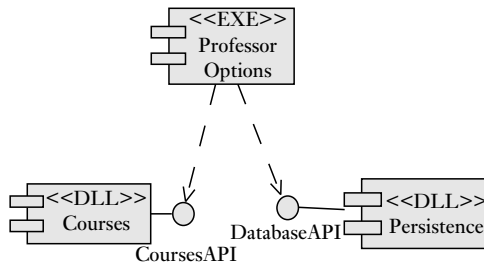 <<EXE>>
Professor
Options
<<DLL>>
Courses
CoursesAPI
DatabaseAPI
<<DLL>>
Persistence